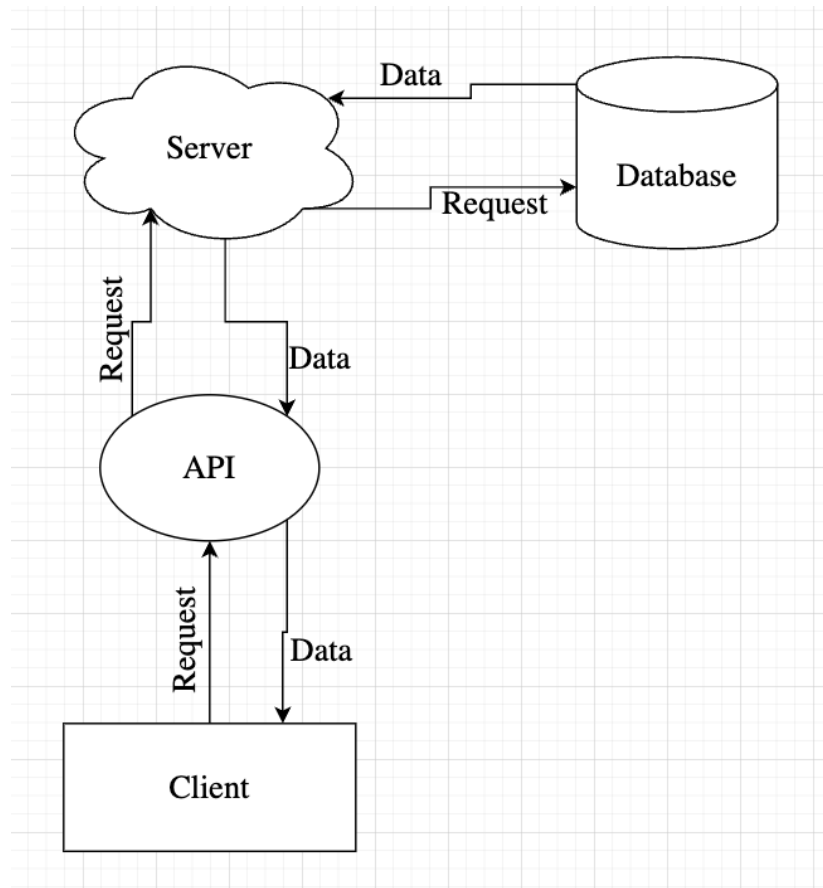 Data
Server
Database
Request
Request
Data
API
Request
Data
Client